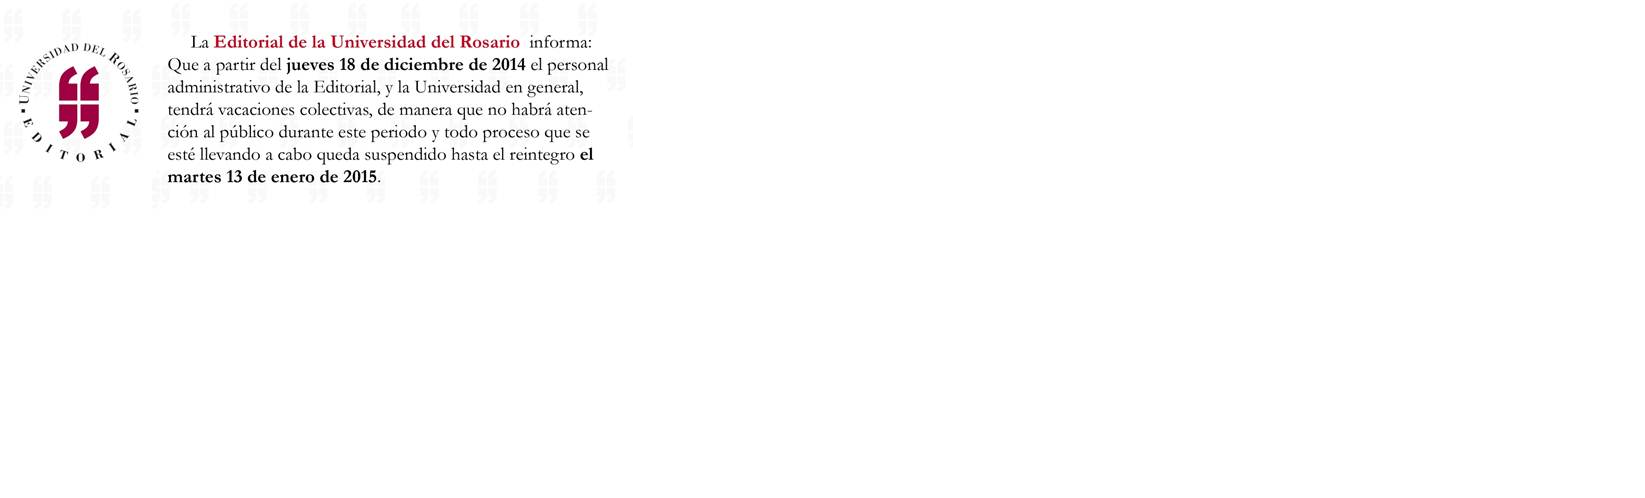 UNIVERSIDAD DEL ROSARIO
EDITORIAL
La Editorial de la Universidad del Rosario informa:
Que a partir del jueves 18 de diciembre de 2014 el personal
administrativo de la Editorial, y la Universidad en general,
tendrá vacaciones colectivas, de manera que no habrá aten-
ción al público durante este periodo y todo proceso que se
esté llevando a cabo queda suspendido hasta el reintegro el
martes 13 de enero de 2015.